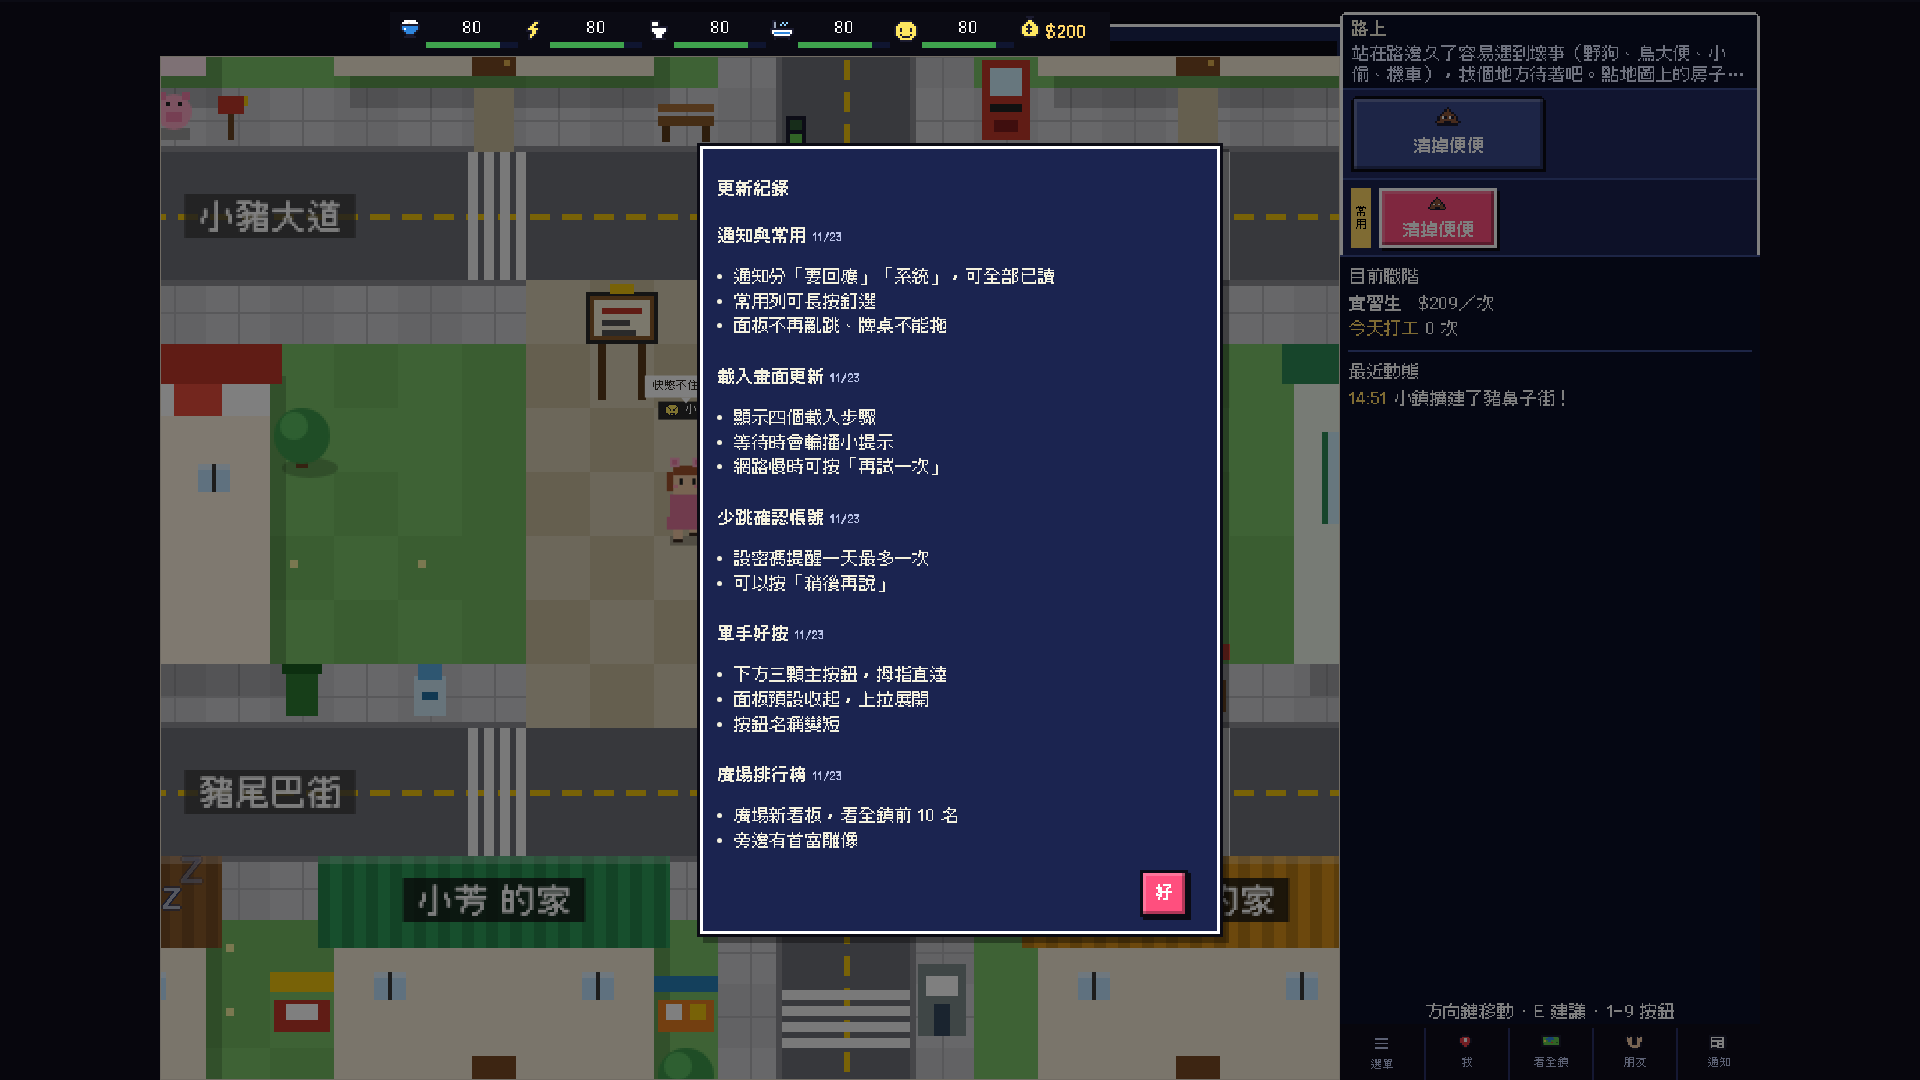 80 80 80 80 80 $200
路上
站在路邊久了容易遇到壞事（野狗、鳥大便、小
偷、機車），找個地方待著吧。點地圖上的房子…
清掉便便
常用
清掉便便
目前職階
實習生 $209／次
今天打工 0 次
最近動態
14:51 小鎮擴建了豬鼻子街！
小豬大道
快憋不住
小
豬尾巴街
Z
Z
小芳 的家
的家
更新紀錄
通知與常用 11/23
• 通知分「要回應」「系統」，可全部已讀
• 常用列可長按釘選
• 面板不再亂跳、牌桌不能拖
載入畫面更新 11/23
• 顯示四個載入步驟
• 等待時會輪播小提示
• 網路慢時可按「再試一次」
少跳確認帳號 11/23
• 設密碼提醒一天最多一次
• 可以按「稍後再說」
單手好按 11/23
• 下方三顆主按鈕，拇指直達
• 面板預設收起，上拉展開
• 按鈕名稱變短
廣場排行榜 11/23
• 廣場新看板，看全鎮前 10 名
• 旁邊有首富雕像
好
方向鍵移動 · E 建議 · 1-9 按鈕
選單 我 看全鎮 朋友 通知